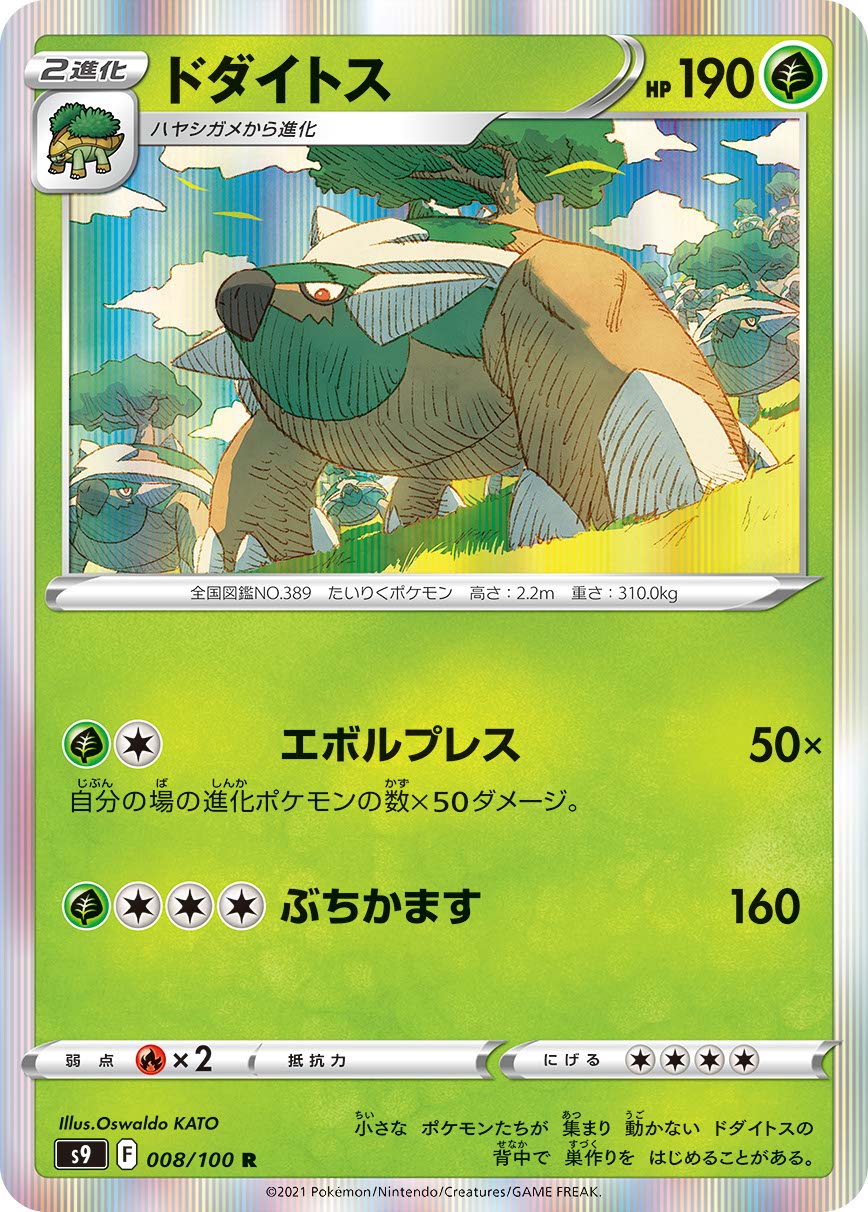 2進化
ドダイトス
HP 190
ハヤシガメから進化
全国図鑑NO.389 たいりくポケモン 高さ:2.2m 重さ:310.0kg
エボルプレス 50×
自分の場の進化ポケモンの数×50ダメージ。
ぶちかます 160
弱点 ×2 抵抗力 にげる
Illus.Oswaldo KATO
小さな ポケモンたちが 集まり 動かない ドダイトスの
背中で 巣作りを はじめることがある。
s9 F 008/100 R
©2021 Pokémon/Nintendo/Creatures/GAME FREAK.